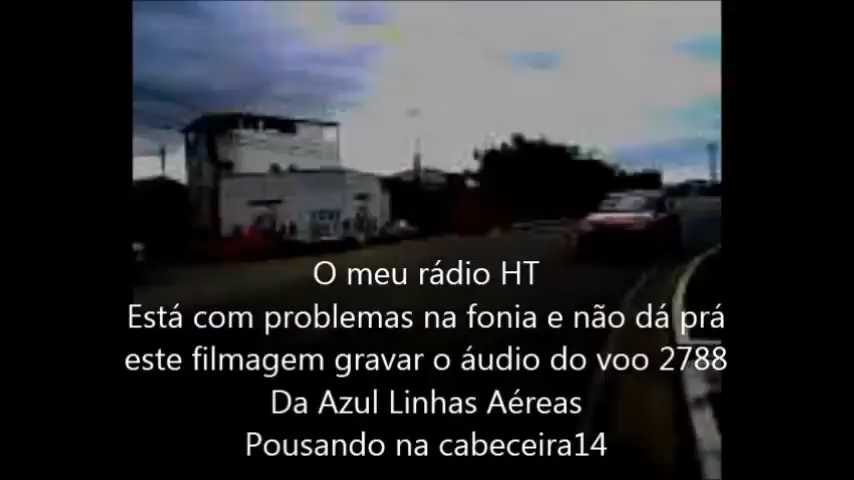 O meu rádio HT
Está com problemas na fonia e não dá prá
este filmagem gravar o áudio do voo 2788
Da Azul Linhas Aéreas
Pousando na cabeceira14